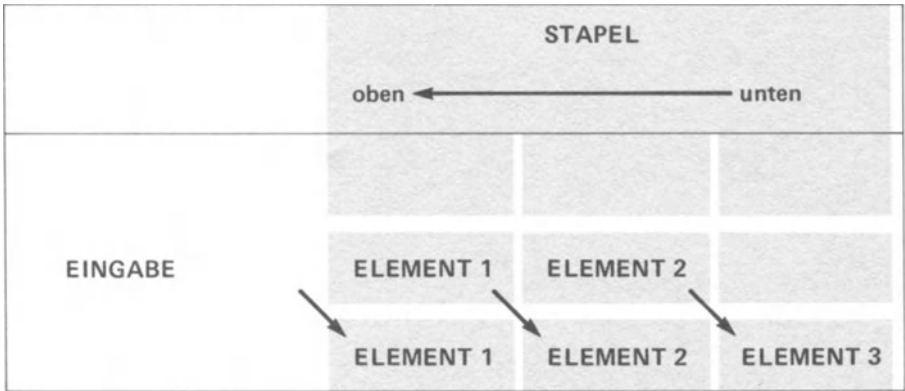 STAPEL
oben unten
EINGABE ELEMENT 1 ELEMENT 2
ELEMENT 1 ELEMENT 2 ELEMENT 3